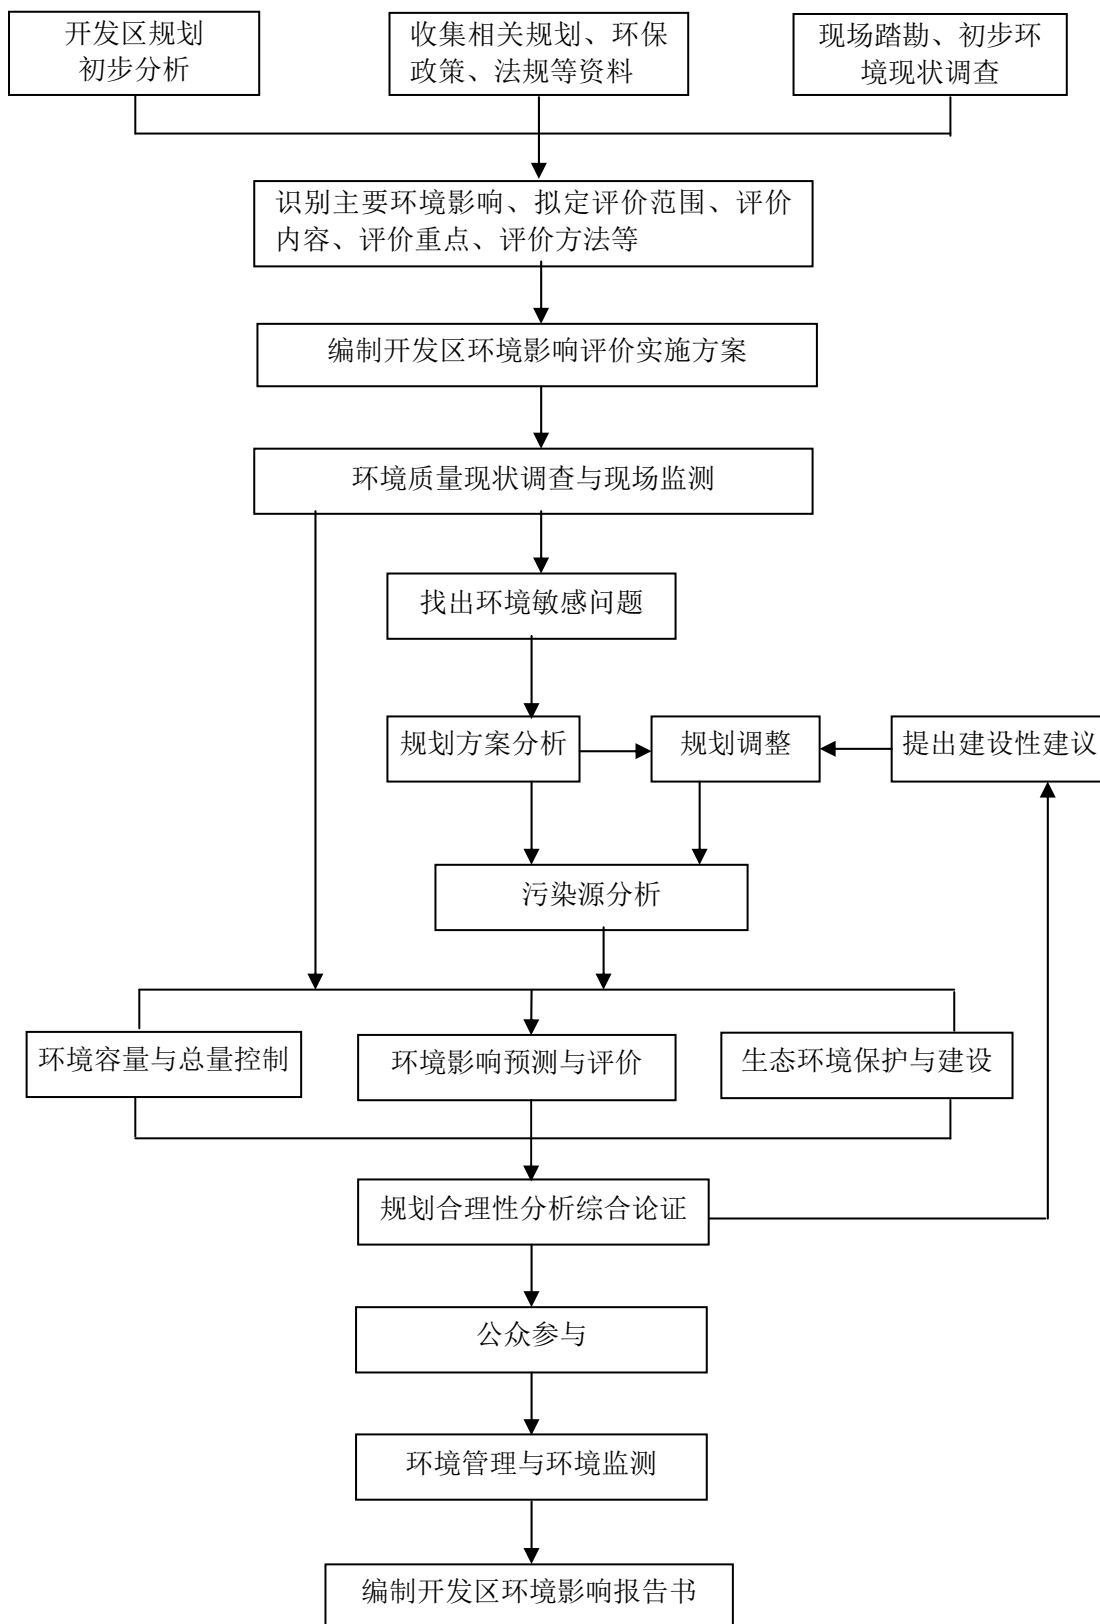 开发区规划
初步分析
收集相关规划、环保
政策、法规等资料
现场踏勘、初步环
境现状调查
识别主要环境影响、拟定评价范围、评价
内容、评价重点、评价方法等
编制开发区环境影响评价实施方案
环境质量现状调查与现场监测
找出环境敏感问题
规划方案分析
规划调整
提出建设性建议
污染源分析
环境容量与总量控制
环境影响预测与评价
生态环境保护与建设
规划合理性分析综合论证
公众参与
环境管理与环境监测
编制开发区环境影响报告书